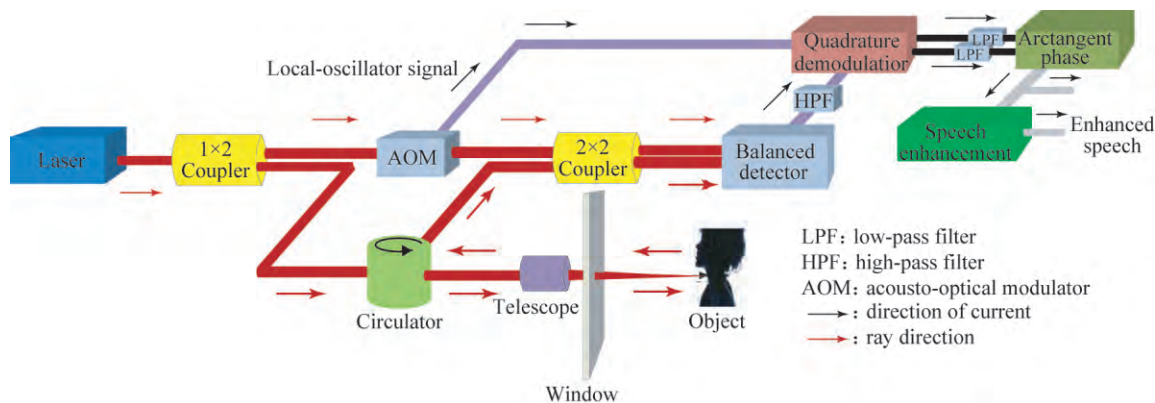 Local-oscillator signal
Quadrature
demodulation
LPF
LPF
Arctangent
phase
HPF
Speech
enhancement
Enhanced
speech
Laser
1×2
Coupler
AOM
2×2
Coupler
Balanced
detector
Circulator
Telescope
Object
Window
LPF: low-pass filter
HPF: high-pass filter
AOM: acousto-optical modulator
: direction of current
: ray direction